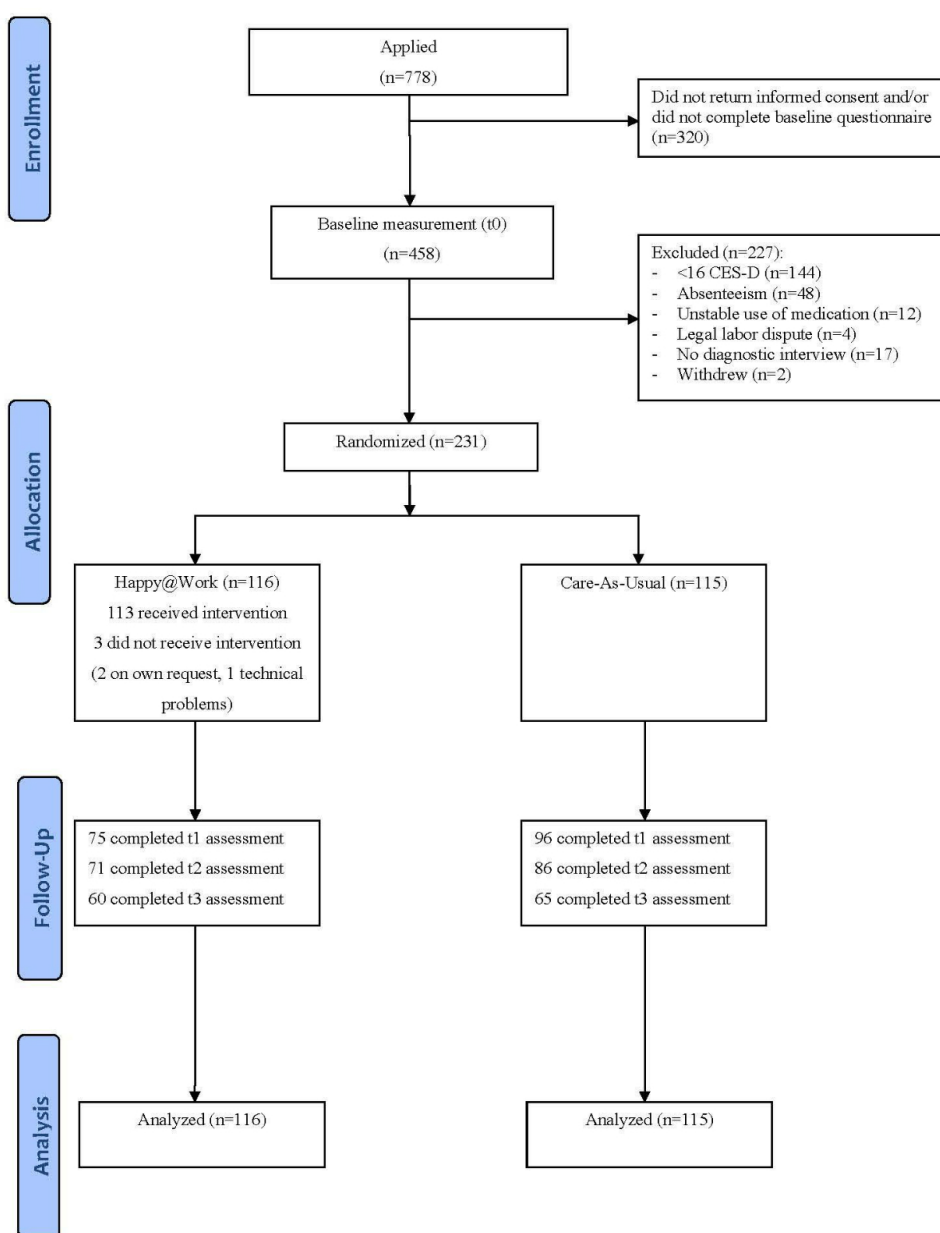 Enrollment
Applied
(n=778)
Did not return informed consent and/or
did not complete baseline questionnaire
(n=320)
Baseline measurement (t0)
(n=458)
Excluded (n=227):
- <16 CES-D (n=144)
- Absenteeism (n=48)
- Unstable use of medication (n=12)
- Legal labor dispute (n=4)
- No diagnostic interview (n=17)
- Withdrew (n=2)
Allocation
Randomized (n=231)
Happy@Work (n=116)
113 received intervention
3 did not receive intervention
(2 on own request, 1 technical
problems)
Care-As-Usual (n=115)
Follow-Up
75 completed t1 assessment
71 completed t2 assessment
60 completed t3 assessment
96 completed t1 assessment
86 completed t2 assessment
65 completed t3 assessment
Analysis
Analyzed (n=116)
Analyzed (n=115)